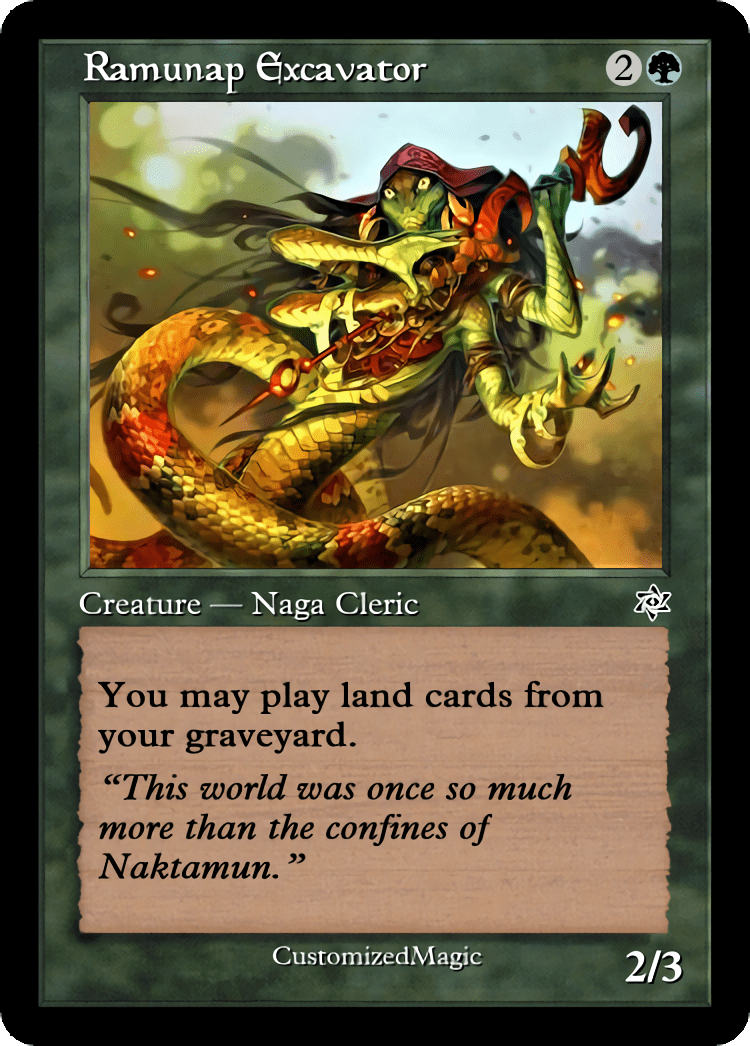 Ramunap Excavator 2
Creature — Naga Cleric
You may play land cards from
your graveyard.
“This world was once so much
more than the confines of
Naktamun.”
CustomizedMagic
2/3